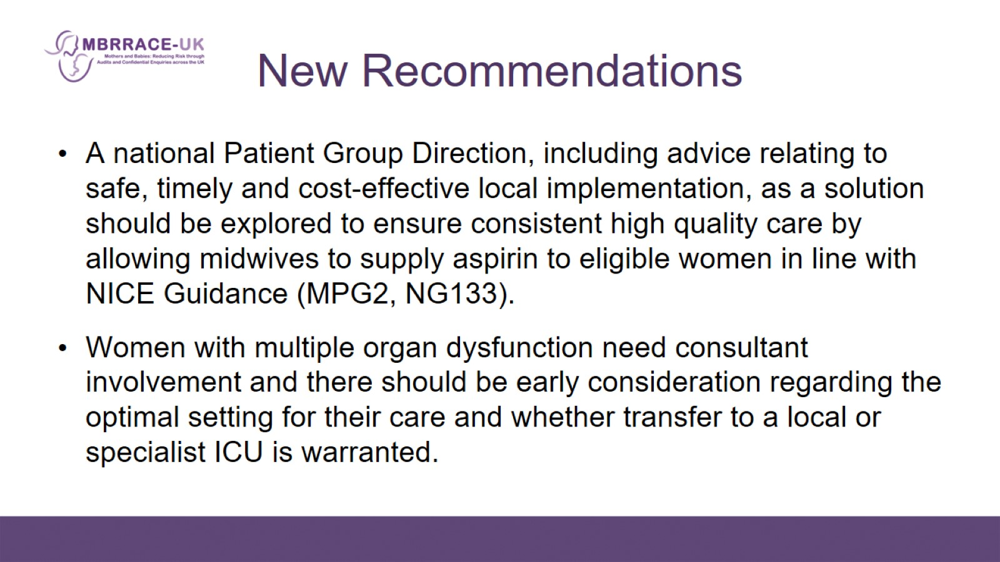 MBRRACE-UK
Mothers and Babies: Reducing Risk through
Audits and Confidential Enquiries across the UK
New Recommendations
• A national Patient Group Direction, including advice relating to
safe, timely and cost-effective local implementation, as a solution
should be explored to ensure consistent high quality care by
allowing midwives to supply aspirin to eligible women in line with
NICE Guidance (MPG2, NG133).
• Women with multiple organ dysfunction need consultant
involvement and there should be early consideration regarding the
optimal setting for their care and whether transfer to a local or
specialist ICU is warranted.